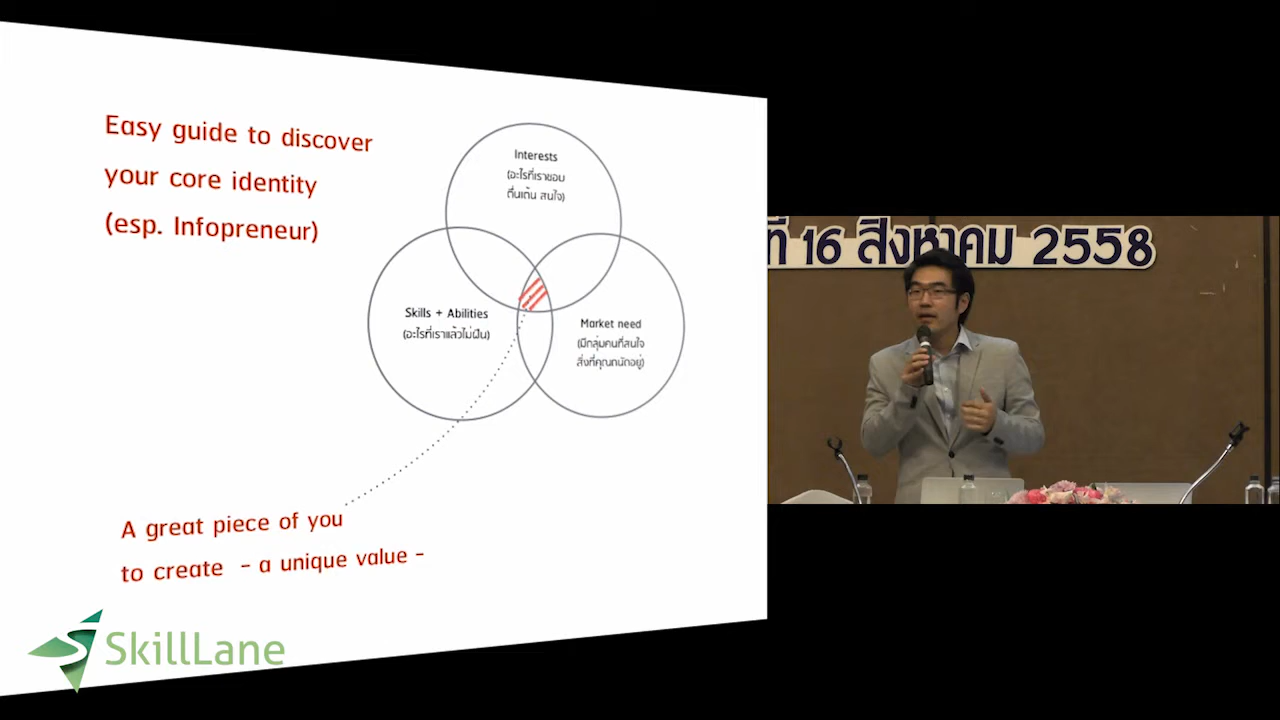 Easy guide to discover
your core identity
(esp. Infopreneur)
Interests
(อะไรที่เราชอบ
ตื่นเต้น สนใจ)
Skills + Abilities
(อะไรที่เราแล้วไม่ฝืน)
Market need
(มีกลุ่มคนที่สนใจ
สิ่งที่คุณถนัดอยู่)
A great piece of you
to create - a unique value -
SkillLane
ที่ 16 สิงหาคม 2558